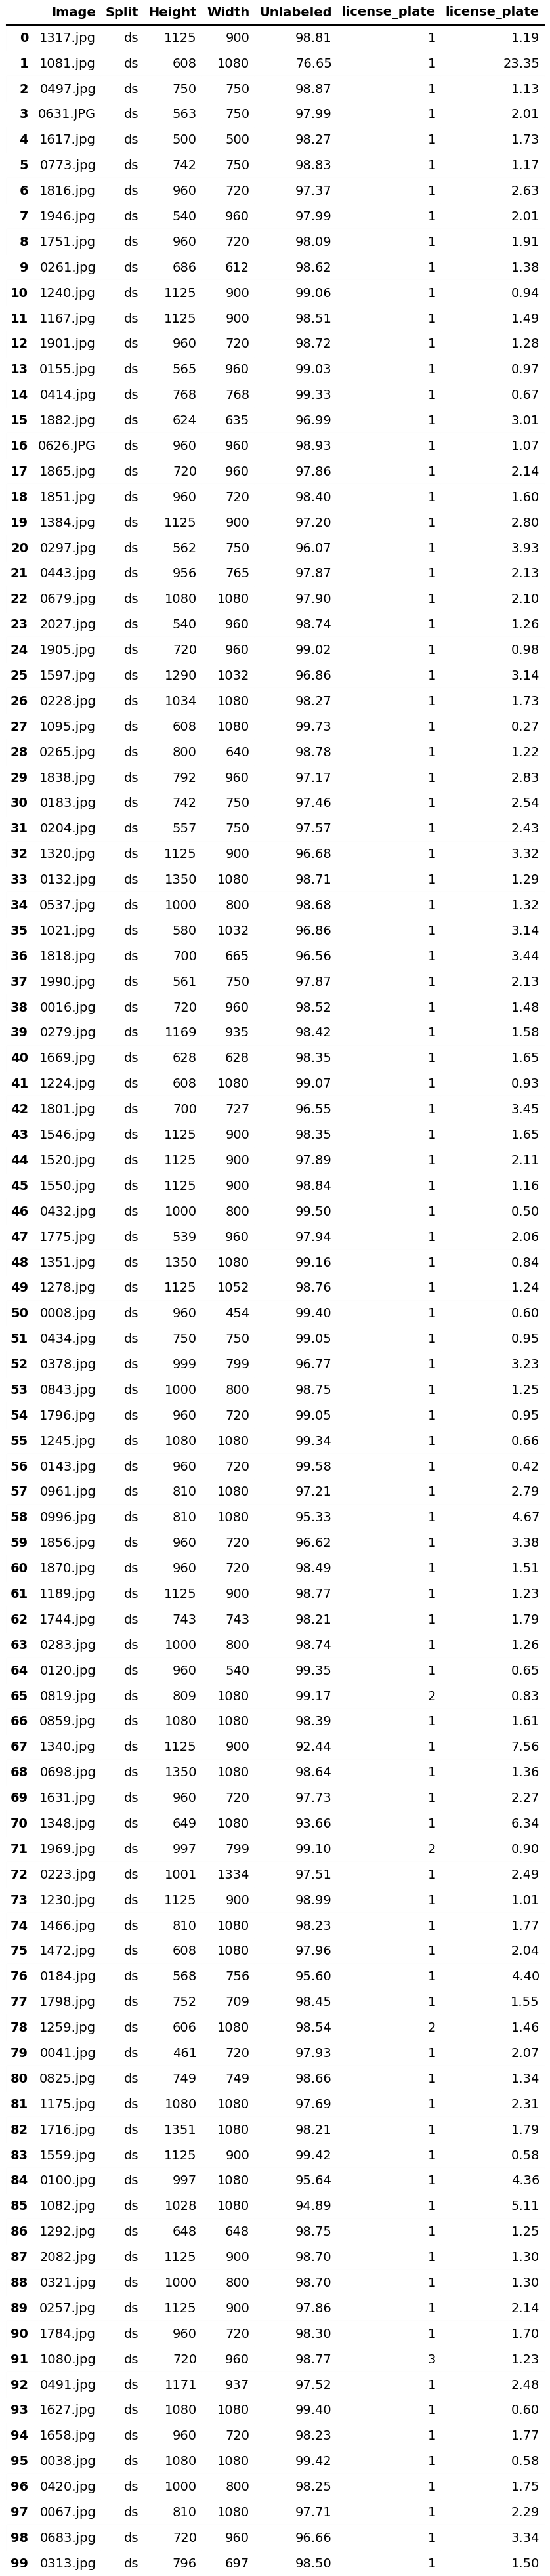 Image Split Height Width Unlabeled license_plate license_plate
0 1317.jpg ds 1125 900 98.81 1 1.19
1 1081.jpg ds 608 1080 76.65 1 23.35
2 0497.jpg ds 750 750 98.87 1 1.13
3 0631.JPG ds 563 750 97.99 1 2.01
4 1617.jpg ds 500 500 98.27 1 1.73
5 0773.jpg ds 742 750 98.83 1 1.17
6 1816.jpg ds 960 720 97.37 1 2.63
7 1946.jpg ds 540 960 97.99 1 2.01
8 1751.jpg ds 960 720 98.09 1 1.91
9 0261.jpg ds 686 612 98.62 1 1.38
10 1240.jpg ds 1125 900 99.06 1 0.94
11 1167.jpg ds 1125 900 98.51 1 1.49
12 1901.jpg ds 960 720 98.72 1 1.28
13 0155.jpg ds 565 960 99.03 1 0.97
14 0414.jpg ds 768 768 99.33 1 0.67
15 1882.jpg ds 624 635 96.99 1 3.01
16 0626.JPG ds 960 960 98.93 1 1.07
17 1865.jpg ds 720 960 97.86 1 2.14
18 1851.jpg ds 960 720 98.40 1 1.60
19 1384.jpg ds 1125 900 97.20 1 2.80
20 0297.jpg ds 562 750 96.07 1 3.93
21 0443.jpg ds 956 765 97.87 1 2.13
22 0679.jpg ds 1080 1080 97.90 1 2.10
23 2027.jpg ds 540 960 98.74 1 1.26
24 1905.jpg ds 720 960 99.02 1 0.98
25 1597.jpg ds 1290 1032 96.86 1 3.14
26 0228.jpg ds 1034 1080 98.27 1 1.73
27 1095.jpg ds 608 1080 99.73 1 0.27
28 0265.jpg ds 800 640 98.78 1 1.22
29 1838.jpg ds 792 960 97.17 1 2.83
30 0183.jpg ds 742 750 97.46 1 2.54
31 0204.jpg ds 557 750 97.57 1 2.43
32 1320.jpg ds 1125 900 96.68 1 3.32
33 0132.jpg ds 1350 1080 98.71 1 1.29
34 0537.jpg ds 1000 800 98.68 1 1.32
35 1021.jpg ds 580 1032 96.86 1 3.14
36 1818.jpg ds 700 665 96.56 1 3.44
37 1990.jpg ds 561 750 97.87 1 2.13
38 0016.jpg ds 720 960 98.52 1 1.48
39 0279.jpg ds 1169 935 98.42 1 1.58
40 1669.jpg ds 628 628 98.35 1 1.65
41 1224.jpg ds 608 1080 99.07 1 0.93
42 1801.jpg ds 700 727 96.55 1 3.45
43 1546.jpg ds 1125 900 98.35 1 1.65
44 1520.jpg ds 1125 900 97.89 1 2.11
45 1550.jpg ds 1125 900 98.84 1 1.16
46 0432.jpg ds 1000 800 99.50 1 0.50
47 1775.jpg ds 539 960 97.94 1 2.06
48 1351.jpg ds 1350 1080 99.16 1 0.84
49 1278.jpg ds 1125 1052 98.76 1 1.24
50 0008.jpg ds 960 454 99.40 1 0.60
51 0434.jpg ds 750 750 99.05 1 0.95
52 0378.jpg ds 999 799 96.77 1 3.23
53 0843.jpg ds 1000 800 98.75 1 1.25
54 1796.jpg ds 960 720 99.05 1 0.95
55 1245.jpg ds 1080 1080 99.34 1 0.66
56 0143.jpg ds 960 720 99.58 1 0.42
57 0961.jpg ds 810 1080 97.21 1 2.79
58 0996.jpg ds 810 1080 95.33 1 4.67
59 1856.jpg ds 960 720 96.62 1 3.38
60 1870.jpg ds 960 720 98.49 1 1.51
61 1189.jpg ds 1125 900 98.77 1 1.23
62 1744.jpg ds 743 743 98.21 1 1.79
63 0283.jpg ds 1000 800 98.74 1 1.26
64 0120.jpg ds 960 540 99.35 1 0.65
65 0819.jpg ds 809 1080 99.17 2 0.83
66 0859.jpg ds 1080 1080 98.39 1 1.61
67 1340.jpg ds 1125 900 92.44 1 7.56
68 0698.jpg ds 1350 1080 98.64 1 1.36
69 1631.jpg ds 960 720 97.73 1 2.27
70 1348.jpg ds 649 1080 93.66 1 6.34
71 1969.jpg ds 997 799 99.10 2 0.90
72 0223.jpg ds 1001 1334 97.51 1 2.49
73 1230.jpg ds 1125 900 98.99 1 1.01
74 1466.jpg ds 810 1080 98.23 1 1.77
75 1472.jpg ds 608 1080 97.96 1 2.04
76 0184.jpg ds 568 756 95.60 1 4.40
77 1798.jpg ds 752 709 98.45 1 1.55
78 1259.jpg ds 606 1080 98.54 2 1.46
79 0041.jpg ds 461 720 97.93 1 2.07
80 0825.jpg ds 749 749 98.66 1 1.34
81 1175.jpg ds 1080 1080 97.69 1 2.31
82 1716.jpg ds 1351 1080 98.21 1 1.79
83 1559.jpg ds 1125 900 99.42 1 0.58
84 0100.jpg ds 997 1080 95.64 1 4.36
85 1082.jpg ds 1028 1080 94.89 1 5.11
86 1292.jpg ds 648 648 98.75 1 1.25
87 2082.jpg ds 1125 900 98.70 1 1.30
88 0321.jpg ds 1000 800 98.70 1 1.30
89 0257.jpg ds 1125 900 97.86 1 2.14
90 1784.jpg ds 960 720 98.30 1 1.70
91 1080.jpg ds 720 960 98.77 3 1.23
92 0491.jpg ds 1171 937 97.52 1 2.48
93 1627.jpg ds 1080 1080 99.40 1 0.60
94 1658.jpg ds 960 720 98.23 1 1.77
95 0038.jpg ds 1080 1080 99.42 1 0.58
96 0420.jpg ds 1000 800 98.25 1 1.75
97 0067.jpg ds 810 1080 97.71 1 2.29
98 0683.jpg ds 720 960 96.66 1 3.34
99 0313.jpg ds 796 697 98.50 1 1.50